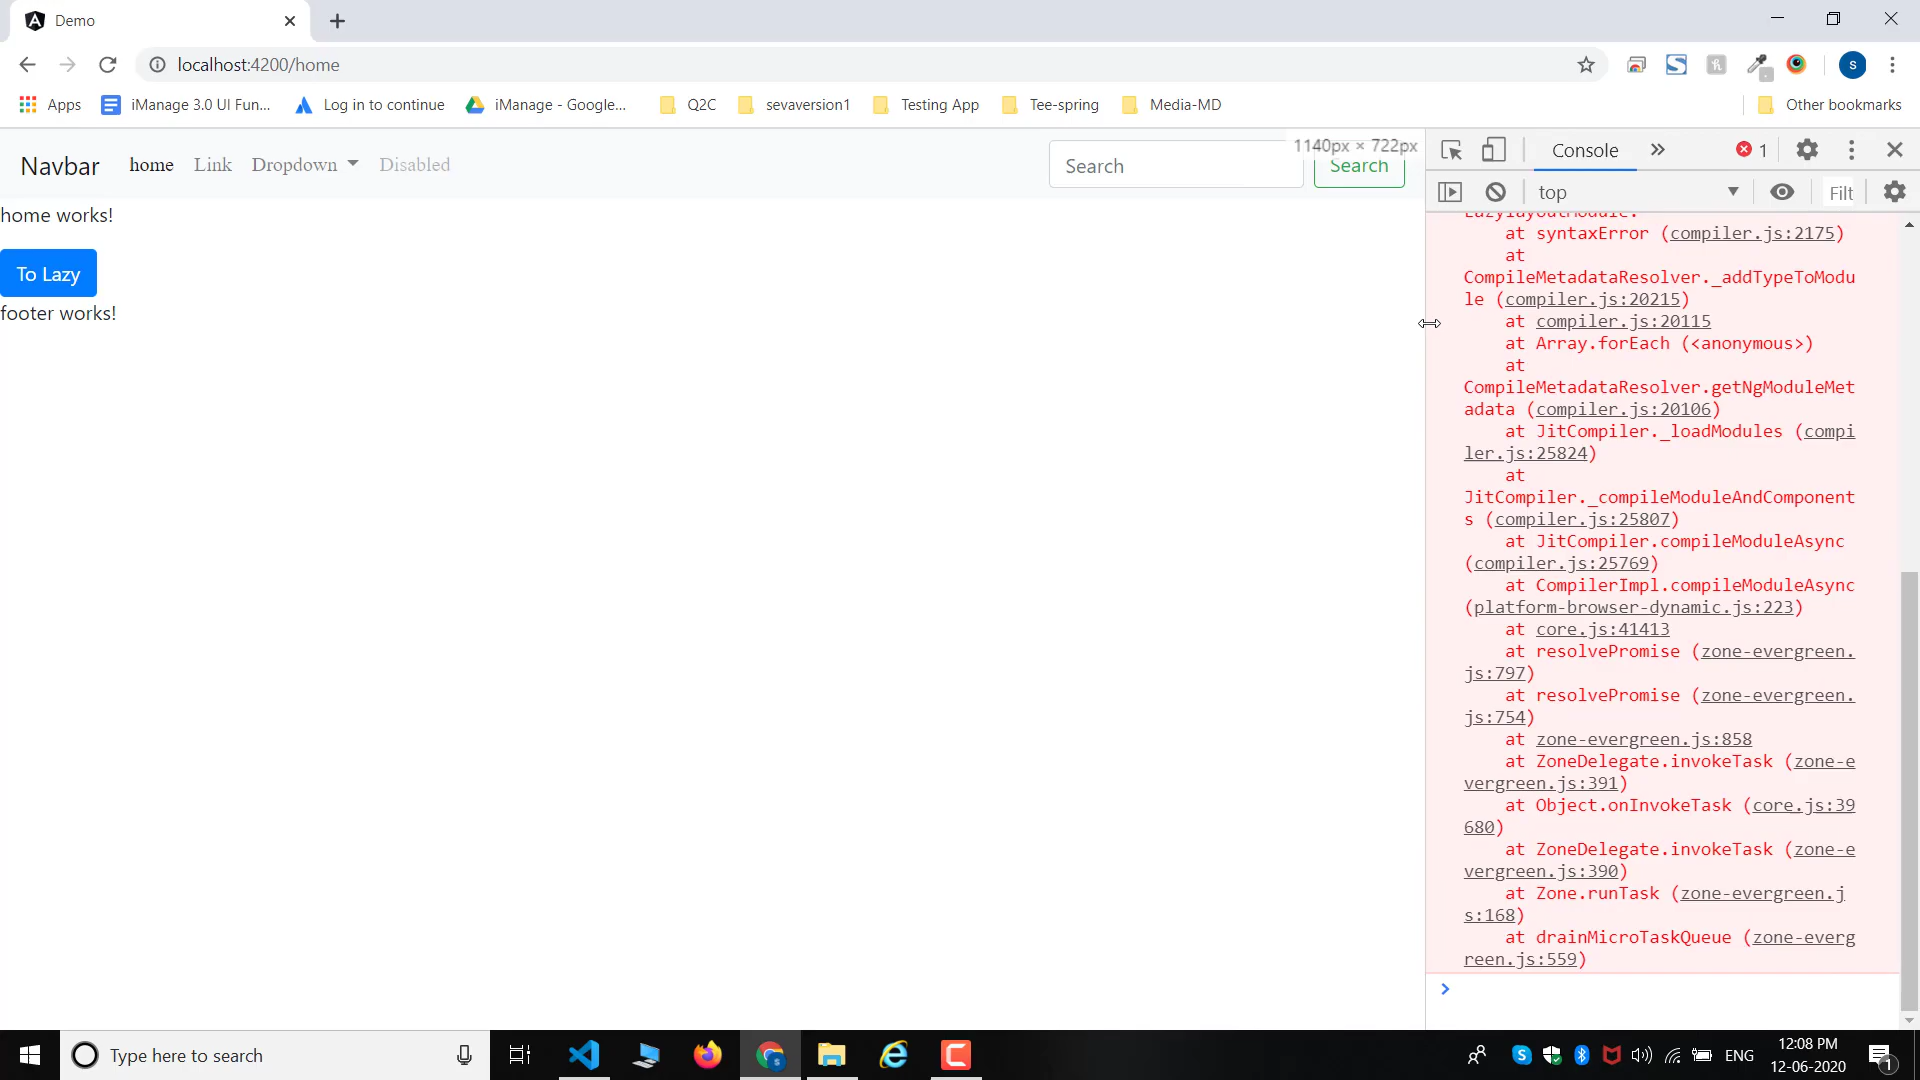 Demo
localhost:4200/home
Apps iManage 3.0 UI Fun... Log in to continue iManage - Google... Q2C sevaversion1 Testing App Tee-spring Media-MD Other bookmarks
Navbar home Link Dropdown Disabled Search Search
1140px × 722px
home works!
To Lazy
footer works!
Console 1
top Filt
LazylayoutModule.
at syntaxError (compiler.js:2175)
at
CompileMetadataResolver._addTypeToModu
le (compiler.js:20215)
at compiler.js:20115
at Array.forEach (<anonymous>)
at
CompileMetadataResolver.getNgModuleMet
adata (compiler.js:20106)
at JitCompiler._loadModules (compi
ler.js:25824)
at
JitCompiler._compileModuleAndComponent
s (compiler.js:25807)
at JitCompiler.compileModuleAsync
(compiler.js:25769)
at CompilerImpl.compileModuleAsync
(platform-browser-dynamic.js:223)
at core.js:41413
at resolvePromise (zone-evergreen.
js:797)
at resolvePromise (zone-evergreen.
js:754)
at zone-evergreen.js:858
at ZoneDelegate.invokeTask (zone-e
vergreen.js:391)
at Object.onInvokeTask (core.js:39
680)
at ZoneDelegate.invokeTask (zone-e
vergreen.js:390)
at Zone.runTask (zone-evergreen.j
s:168)
at drainMicroTaskQueue (zone-everg
reen.js:559)
Type here to search
ENG
12:08 PM
12-06-2020
1